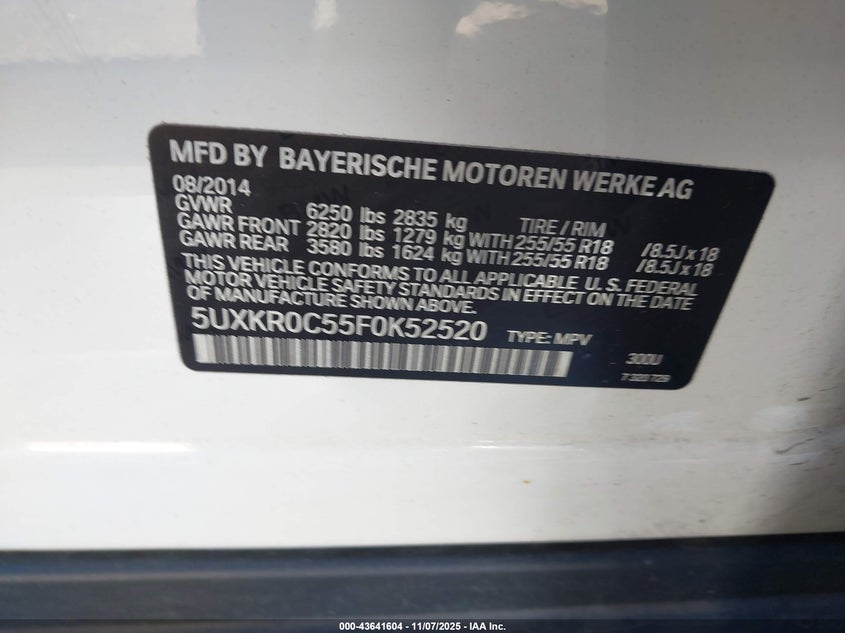 MFD BY BAYERISCHE MOTOREN WERKE AG
08/2014
GVWR 6250 lbs 2835 kg TIRE / RIM
GAWR FRONT 2820 lbs 1279 kg WITH 255/55 R18 /8.5J x 18
GAWR REAR 3580 lbs 1624 kg WITH 255/55 R18 /8.5J x 18
THIS VEHICLE CONFORMS TO ALL APPLICABLE U. S. FEDERAL
MOTOR VEHICLE SAFETY STANDARDS IN EFFECT ON THE DATE
OF MANUFACTURE SHOWN ABOVE.
5UXKR0C55F0K52520 TYPE: MPV
300U
000-43641604 | 11/07/2025 - IAA Inc.